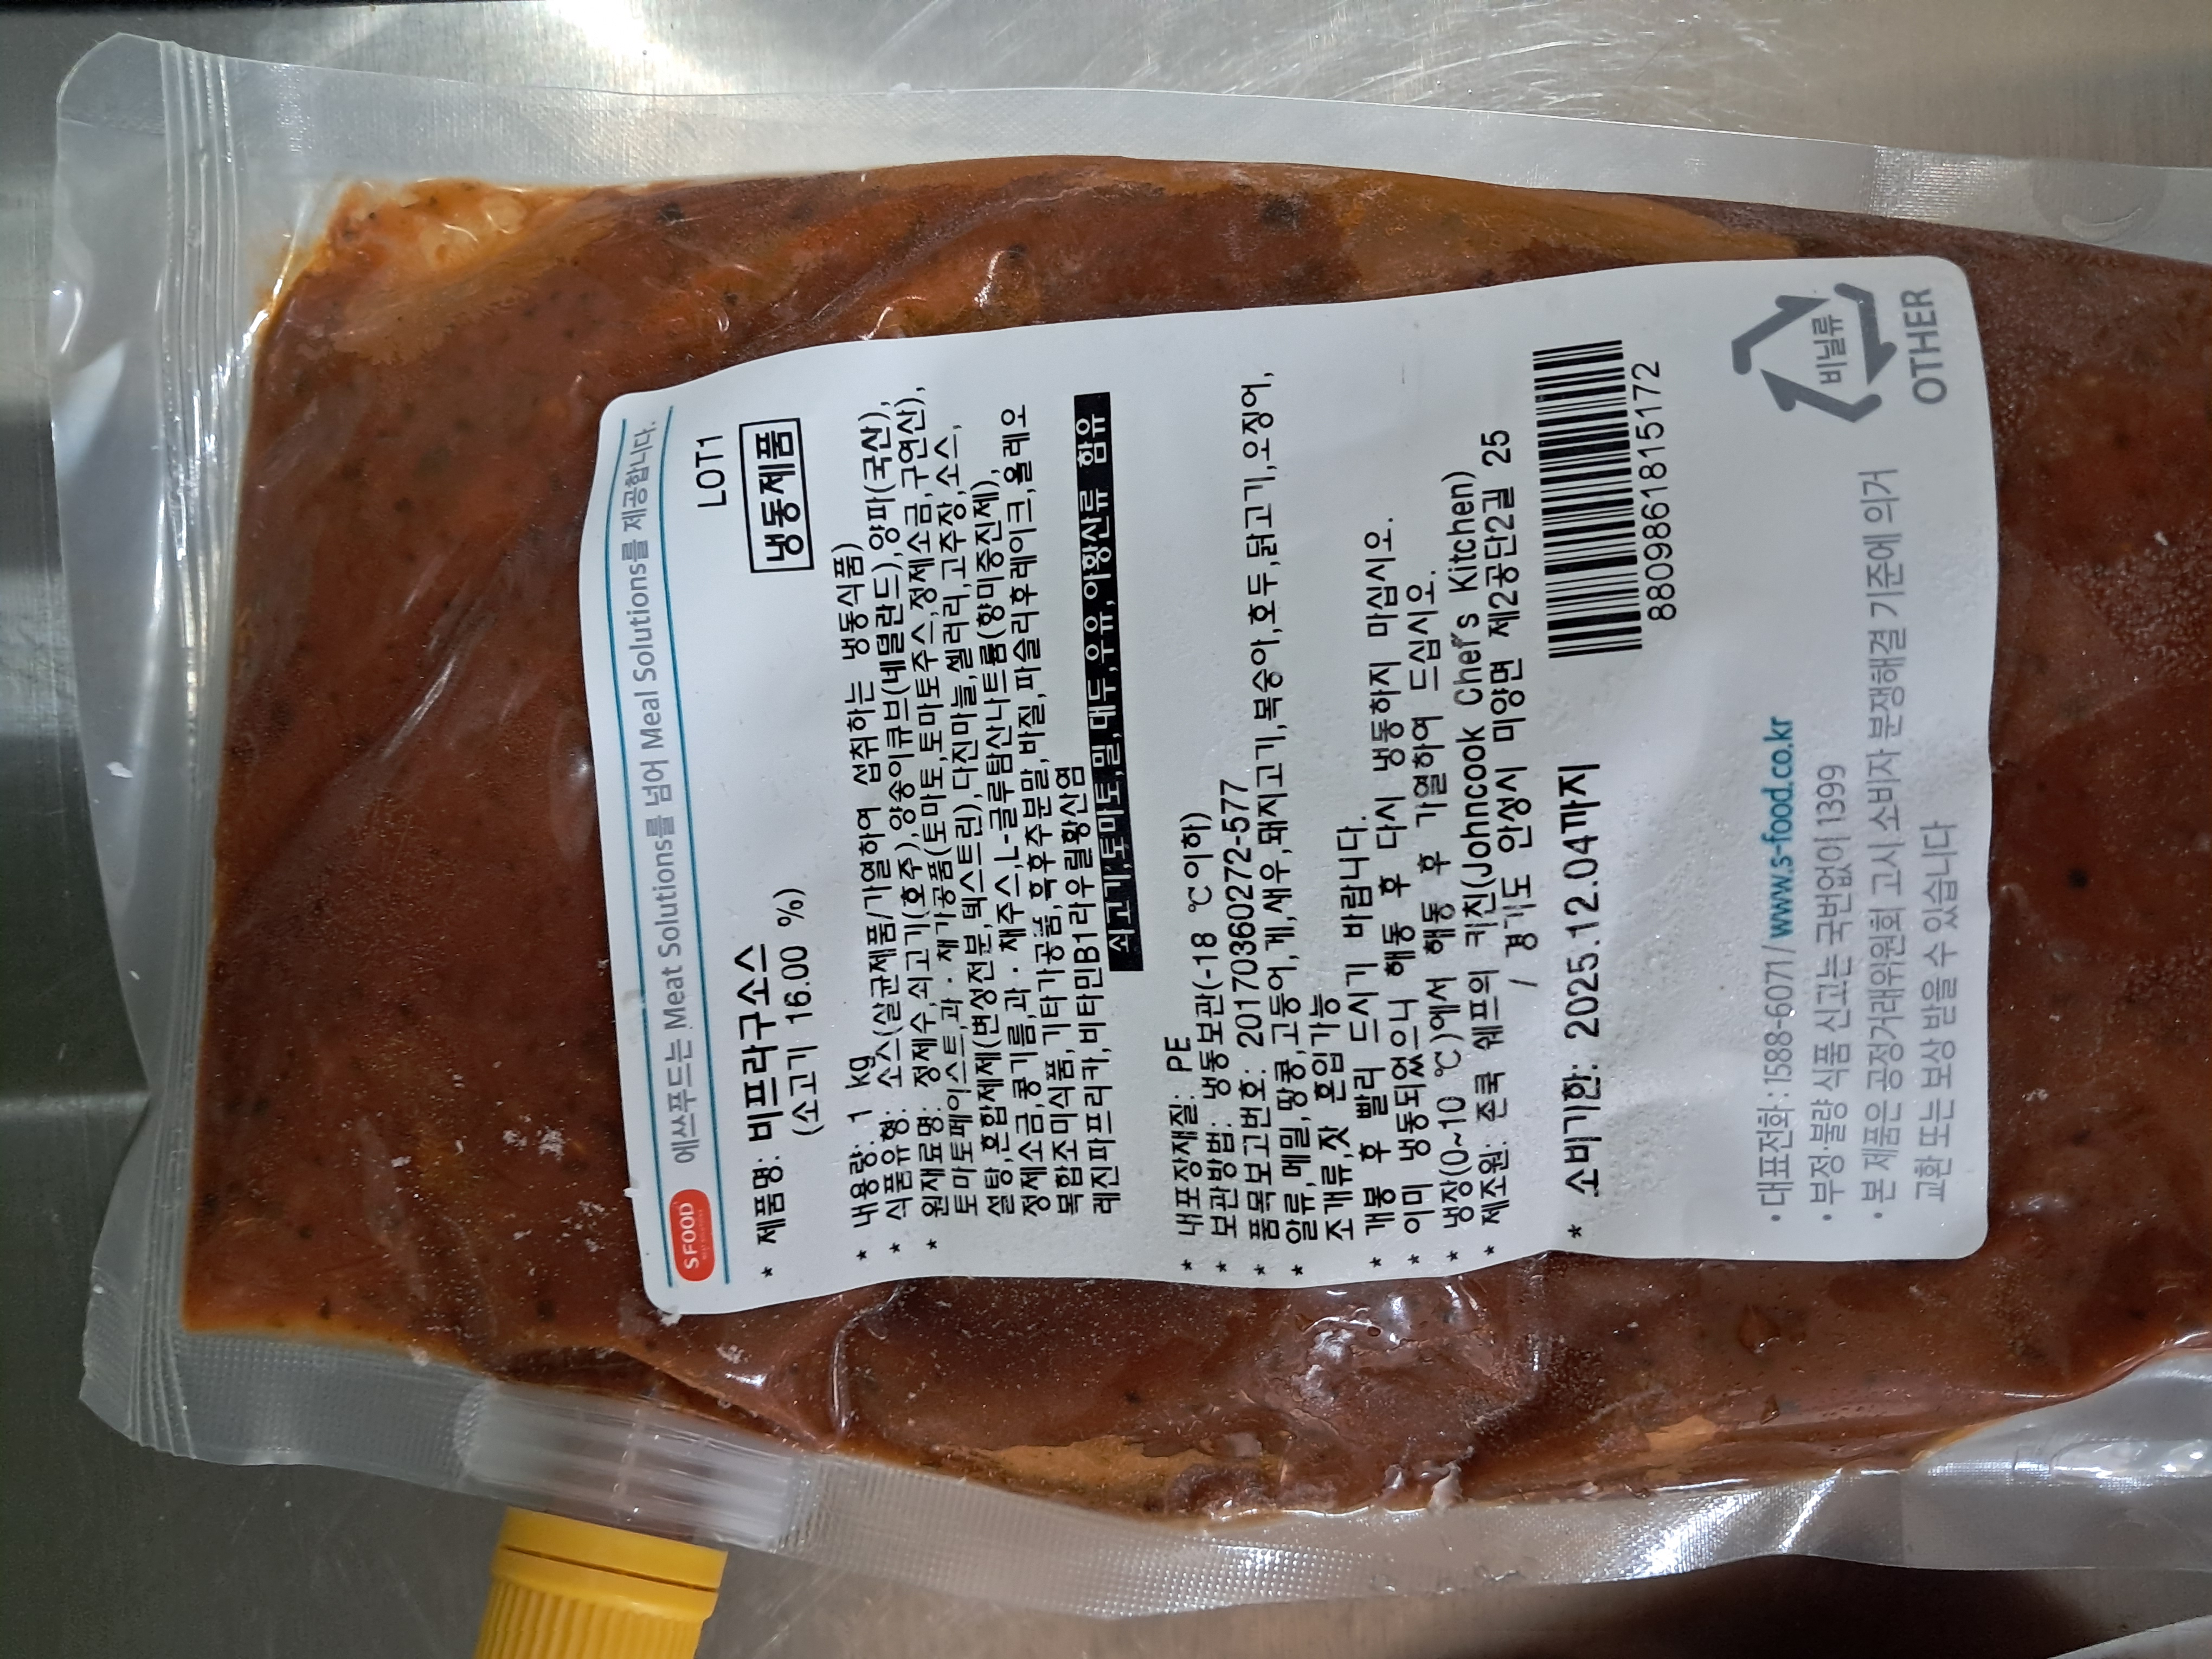 S FOOD 에쓰푸드는 Meat Solutions를 넘어 Meal Solutions를 제공합니다.
LOT1
* 제품명: 비프라구소스
(소고기 16.00 %)
냉동제품
* 내용량: 1 kg
* 식품유형: 소스(살균제품/가열하여 섭취하는 냉동식품)
* 원재료명: 정제수,쇠고기(호주),양송이큐브(네덜란드),양파(국산),
토마토페이스트,과·채가공품(토마토,토마토주스,정제소금,구연산),
설탕,혼합제제(변성전분,덱스트린),다진마늘,셀러리,고추장,소스,
정제소금,콩기름,과·채주스,L-글루탐산나트륨(향미증진제),
복합조미식품,기타가공품,흑후추분말,바질,파슬리후레이크,올레오
레진파프리카,비타민B1라우릴황산염
쇠고기,토마토,밀,대두,우유,아황산류 함유
* 내포장재질: PE
* 보관방법: 냉동보관(-18 ℃이하)
* 품목보고번호: 20170360272-577
* 알류,메밀,땅콩,고등어,게,새우,돼지고기,복숭아,호두,닭고기,오징어,
조개류,잣 혼입가능
* 개봉 후 빨리 드시기 바랍니다.
* 이미 냉동되었으니 해동 후 다시 냉동하지 마십시오.
* 냉장(0~10 ℃)에서 해동 후 가열하여 드십시오.
* 제조원: 존쿡 쉐프의 키친(Johncook Chef's Kitchen)
/ 경기도 안성시 미양면 제2공단2길 25
* 소비기한: 2025.12.04까지
8809861815172
· 대표전화 : 1588-6071 / www.s-food.co.kr
· 부정·불량 식품 신고는 국번없이 1399
· 본 제품은 공정거래위원회 고시 소비자 분쟁해결 기준에 의거
교환 또는 보상 받을 수 있습니다
비닐류
OTHER